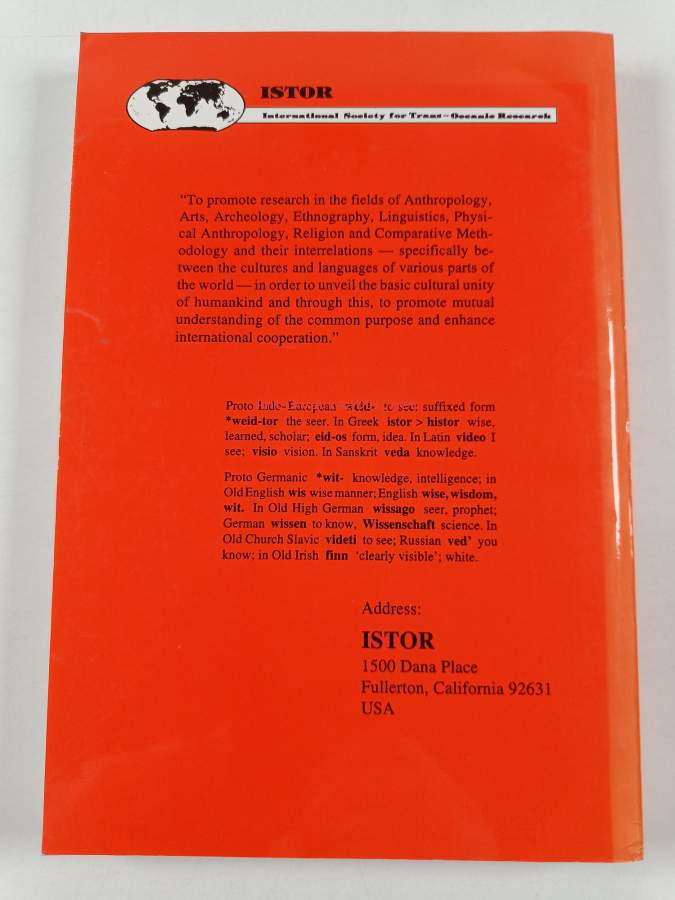 ISTOR
International Society for Trans-Oceanic Research
“To promote research in the fields of Anthropology,
Arts, Archeology, Ethnography, Linguistics, Physi-
cal Anthropology, Religion and Comparative Meth-
odology and their interrelations — specifically be-
tween the cultures and languages of various parts of
the world — in order to unveil the basic cultural unity
of humankind and through this, to promote mutual
understanding of the common purpose and enhance
international cooperation.”
Proto Indo-European *weid- to see; suffixed form
*weid-tor the seer. In Greek istor > histor wise,
learned, scholar; eid-os form, idea. In Latin video I
see; visio vision. In Sanskrit veda knowledge.
Proto Germanic *wit- knowledge, intelligence; in
Old English wis wise manner; English wise, wisdom,
wit. In Old High German wissago seer, prophet;
German wissen to know, Wissenschaft science. In
Old Church Slavic videti to see; Russian ved’ you
know; in Old Irish finn ‘clearly visible’; white.
Address:
ISTOR
1500 Dana Place
Fullerton, California 92631
USA